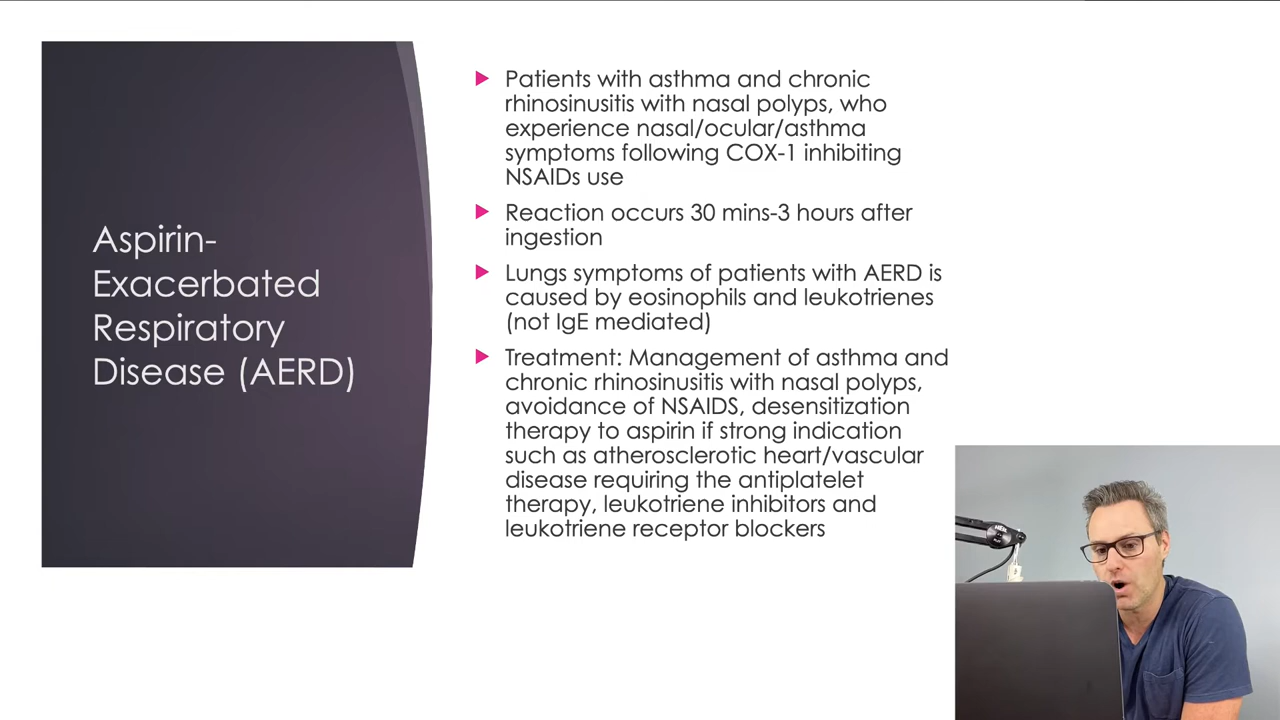 Aspirin-
Exacerbated
Respiratory
Disease (AERD)
Patients with asthma and chronic
rhinosinusitis with nasal polyps, who
experience nasal/ocular/asthma
symptoms following COX-1 inhibiting
NSAIDs use
Reaction occurs 30 mins-3 hours after
ingestion
Lungs symptoms of patients with AERD is
caused by eosinophils and leukotrienes
(not IgE mediated)
Treatment: Management of asthma and
chronic rhinosinusitis with nasal polyps,
avoidance of NSAIDS, desensitization
therapy to aspirin if strong indication
such as atherosclerotic heart/vascular
disease requiring the antiplatelet
therapy, leukotriene inhibitors and
leukotriene receptor blockers